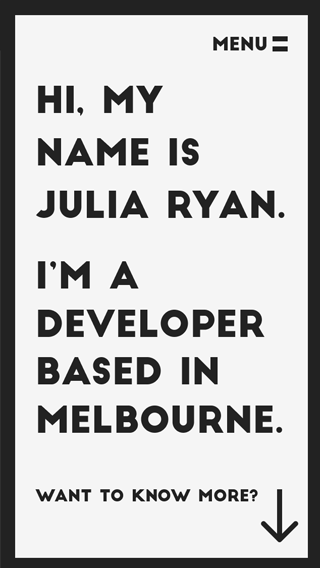 MENU
HI, MY
NAME IS
JULIA RYAN.
I'M A
DEVELOPER
BASED IN
MELBOURNE.
WANT TO KNOW MORE?